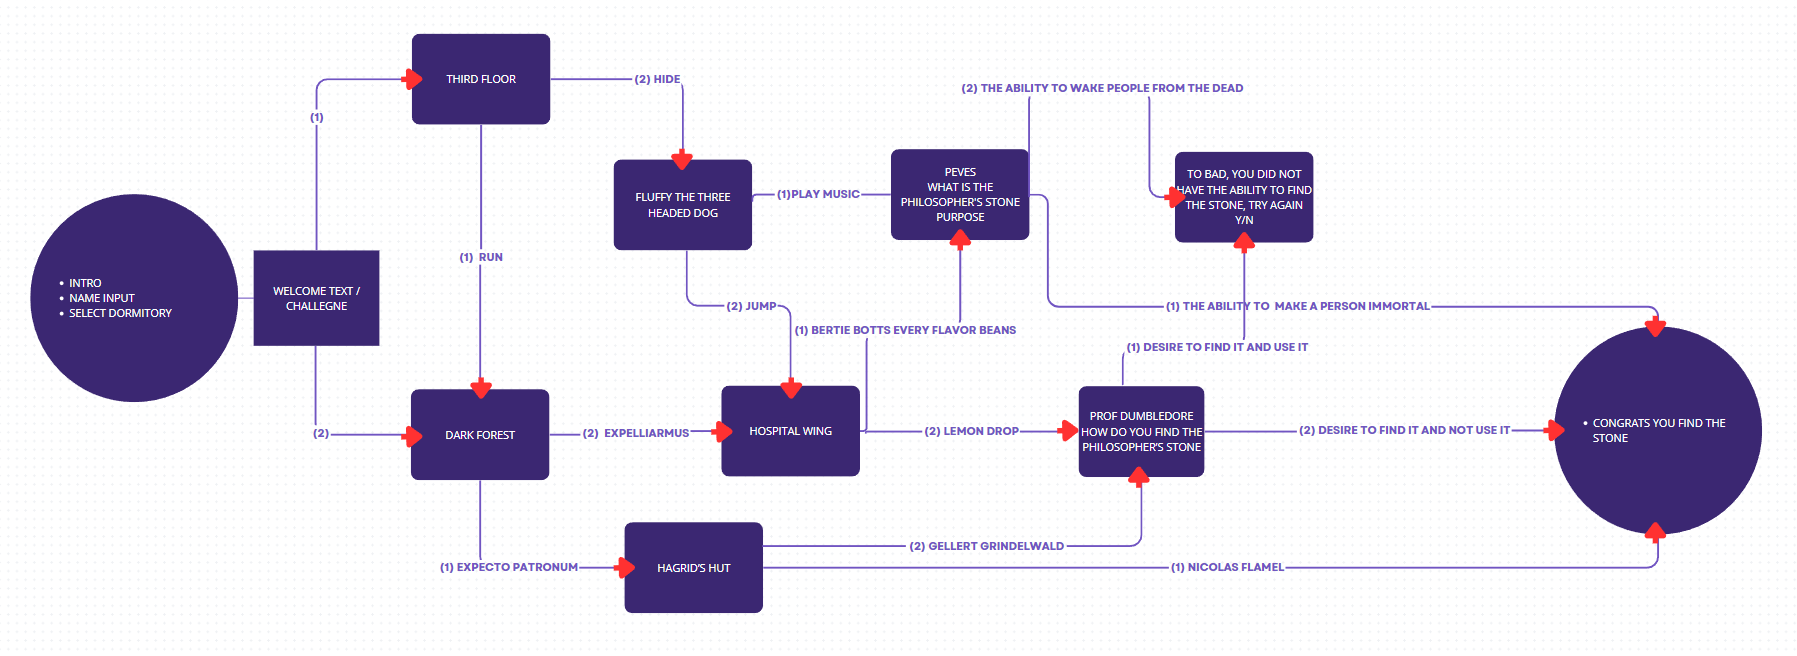 THIRD FLOOR
(2) HIDE
(2) THE ABILITY TO WAKE PEOPLE FROM THE DEAD
(1)
PEVES
WHAT IS THE
PHILOSOPHER'S STONE
PURPOSE
TO BAD, YOU DID NOT
HAVE THE ABILITY TO FIND
THE STONE, TRY AGAIN
Y/N
FLUFFY THE THREE
HEADED DOG
(1)PLAY MUSIC
(1) RUN
• INTRO
• NAME INPUT
• SELECT DORMITORY
WELCOME TEXT /
CHALLEGNE
(2) JUMP
(1) THE ABILITY TO MAKE A PERSON IMMORTAL
(1) BERTIE BOTTS EVERY FLAVOR BEANS
(1) DESIRE TO FIND IT AND USE IT
(2)
DARK FOREST
(2) EXPELLIARMUS
HOSPITAL WING
(2) LEMON DROP
PROF DUMBLEDORE
HOW DO YOU FIND THE
PHILOSOPHER'S STONE
(2) DESIRE TO FIND IT AND NOT USE IT
• CONGRATS YOU FIND THE
STONE
(2) GELLERT GRINDELWALD
(1) EXPECTO PATRONUM
HAGRID'S HUT
(1) NICOLAS FLAMEL